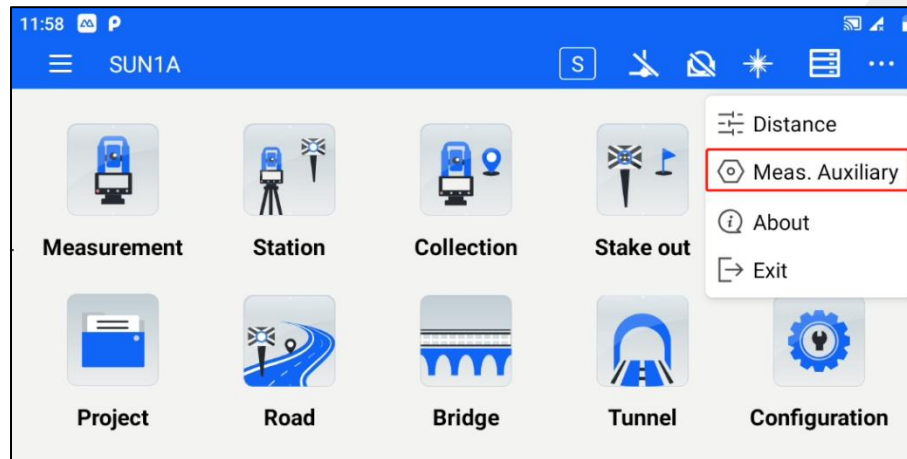 11:58
SUN1A
S
Distance
Meas. Auxiliary
About
Exit
Measurement
Station
Collection
Stake out
Project
Road
Bridge
Tunnel
Configuration